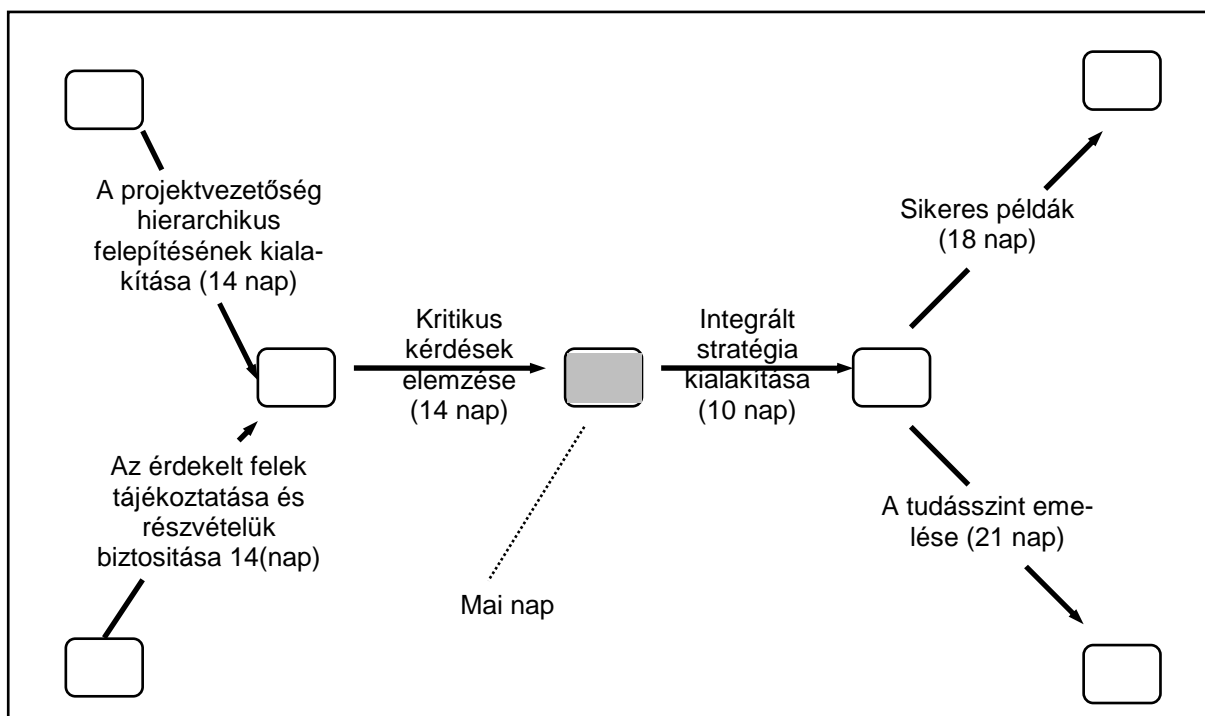 A projektvezetőség
hierarchikus
felepítésének kiala-
kítása (14 nap)
Az érdekelt felek
tájékoztatása és
részvételük
biztositása 14(nap)
Kritikus
kérdések
elemzése
(14 nap)
Mai nap
Integrált
stratégia
kialakítása
(10 nap)
Sikeres példák
(18 nap)
A tudásszint eme-
lése (21 nap)